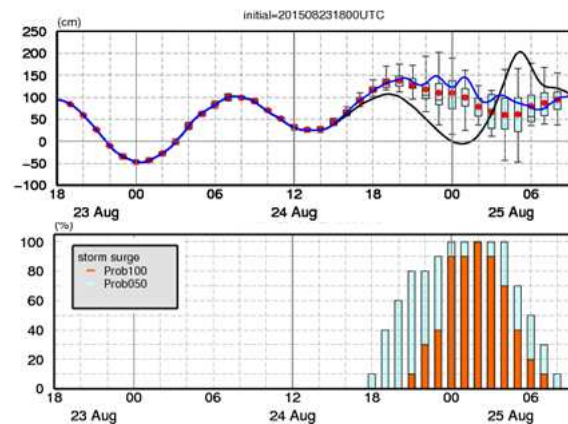 initial=201508231800UTC
(cm)
250
200
150
100
50
0
−50
−100
18 00 06 12 18 00 06
23 Aug 24 Aug 25 Aug
(%)
100
80
60
40
20
0
storm surge
Prob100
Prob050
18 00 06 12 18 00 06
23 Aug 24 Aug 25 Aug